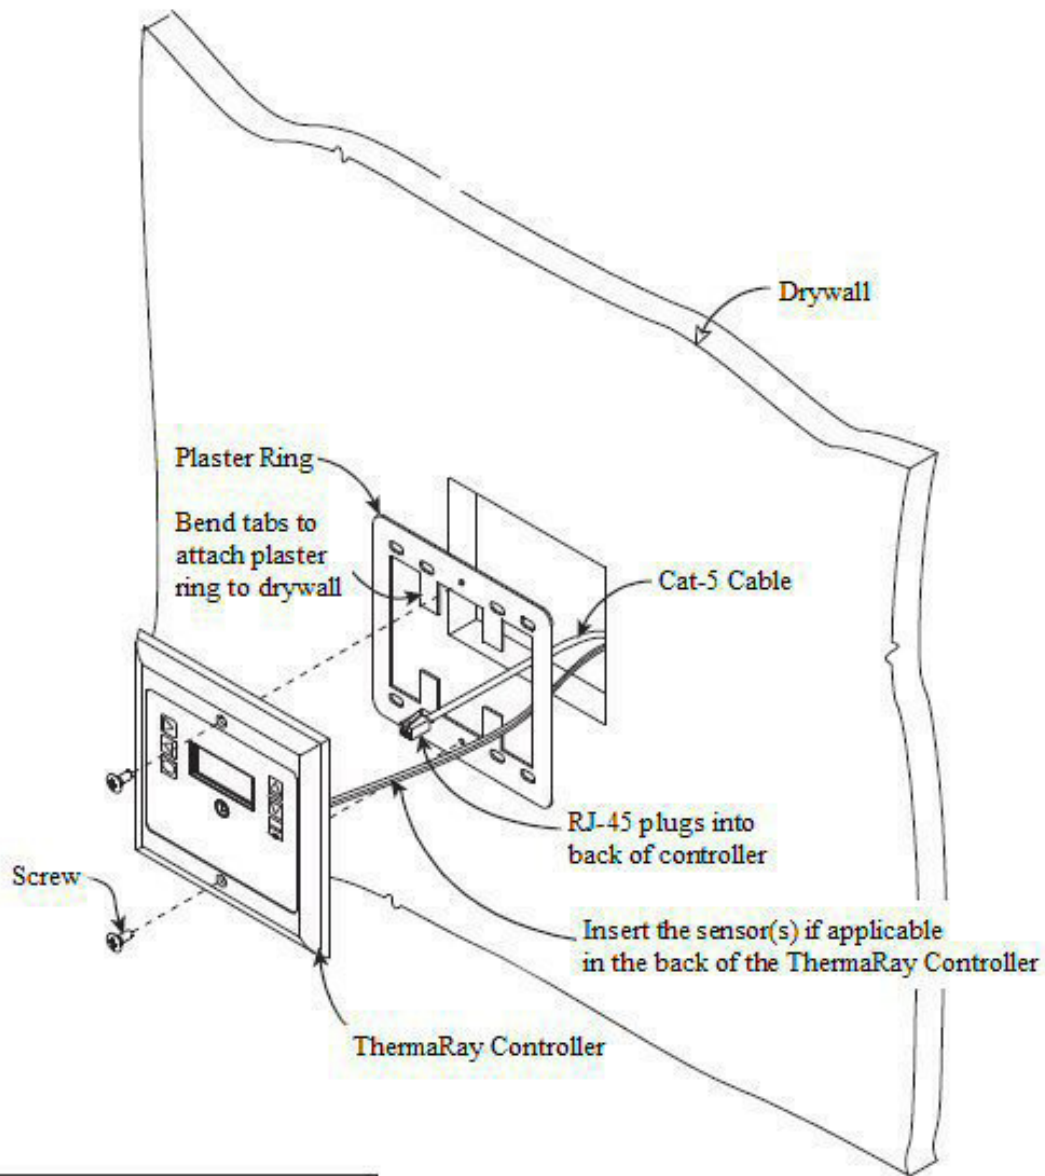 Drywall
Plaster Ring
Bend tabs to
attach plaster
ring to drywall
Cat-5 Cable
RJ-45 plugs into
back of controller
Screw
Insert the sensor(s) if applicable
in the back of the ThermaRay Controller
ThermaRay Controller